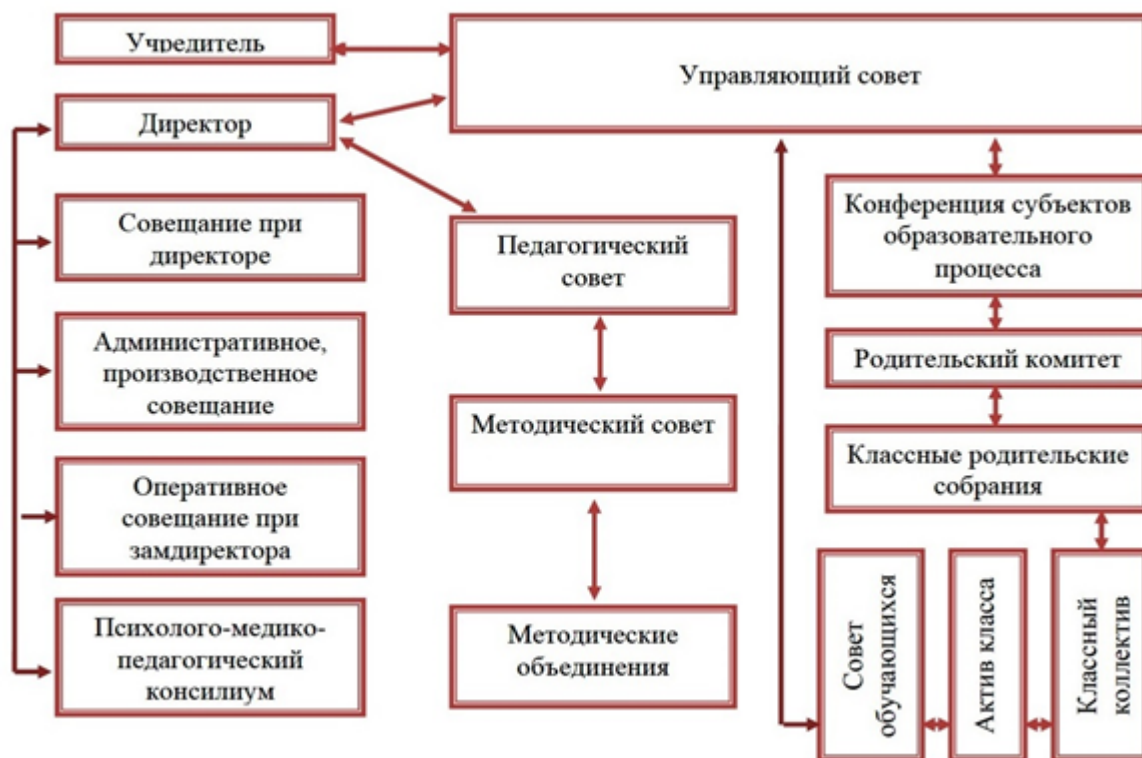 Учредитель
Управляющий совет
Директор
Совещание при
директоре
Административное,
производственное
совещание
Оперативное
совещание при
замдиректора
Психолого-медико-
педагогический
консилиум
Педагогический
совет
Методический совет
Методические
объединения
Конференция субъектов
образовательного
процесса
Родительский комитет
Классные родительские
собрания
Совет
обучающихся
Актив класса
Классный
коллектив